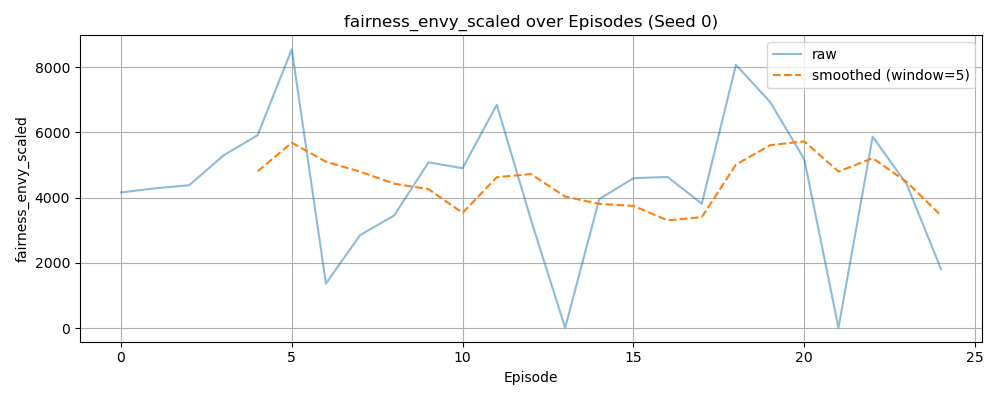 fairness_envy_scaled over Episodes (Seed 0)
raw
smoothed (window=5)
fairness_envy_scaled
8000
6000
4000
2000
0
0 5 10 15 20 25
Episode